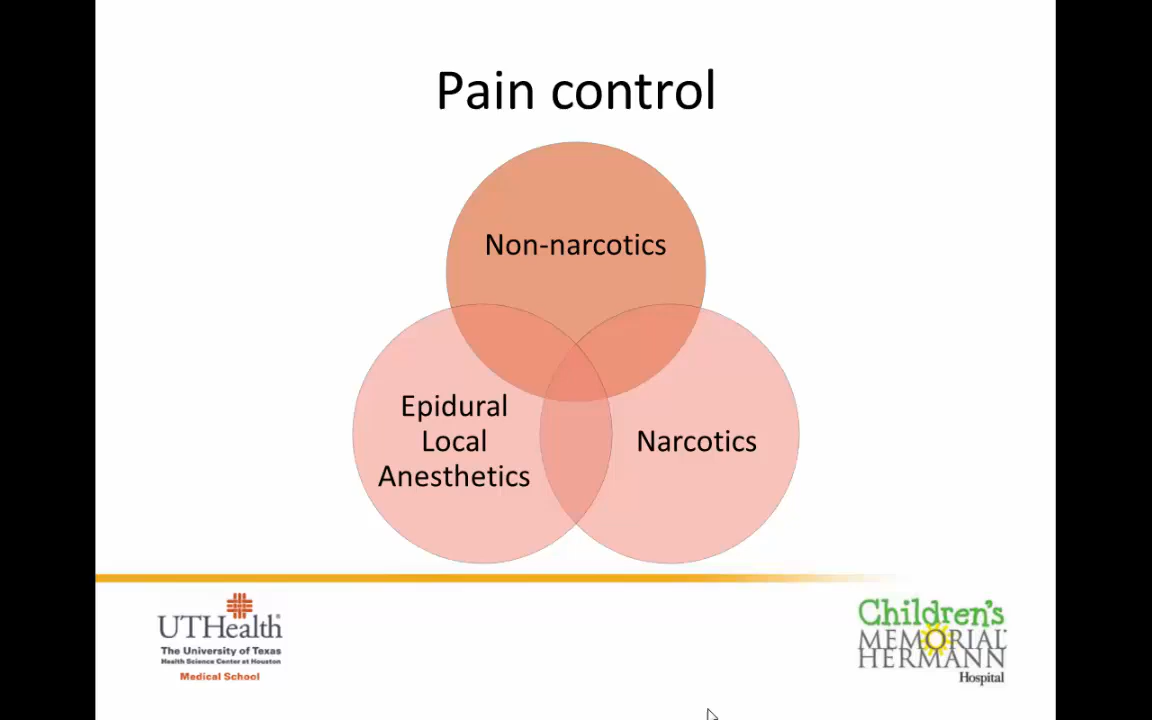 Pain control
Non-narcotics
Epidural
Local
Anesthetics
Narcotics
UTHealth
The University of Texas
Health Science Center at Houston
Medical School
Children's
MEMORIAL
HERMANN
Hospital